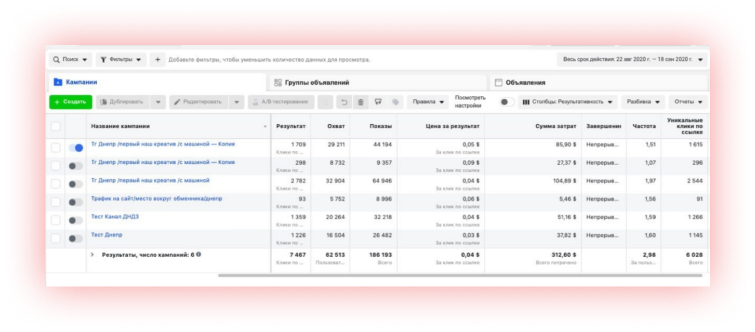 Поиск Фильтры + Добавьте фильтры, чтобы уменьшить количество данных для просмотра. Весь срок действия: 22 авг 2020 г. – 18 сен 2020 г.
Кампании Группы объявлений Объявления
+ Создать Дублировать Редактировать A/B-тестирование Правила Посмотреть настройки Столбцы: Результативность Разбивка Отчеты
Название кампании Результат Охват Показы Цена за результат Сумма затрат Завершение Частота Уникальные клики по ссылке
Тг Днепр /первый наш креатив /с машиной — Копия 1 709 29 211 44 194 0,05 $ 85,90 $ Непрерыв... 1,51 1 615
Клики по ... За клик по ссылке
Тг Днепр /первый наш креатив /с машиной — Копия 298 8 732 9 357 0,09 $ 27,37 $ Непрерыв... 1,07 296
Клики по ... За клик по ссылке
Тг Днепр /первый наш креатив /с машиной 2 782 32 904 64 946 0,04 $ 104,89 $ Непрерыв... 1,97 2 544
Клики по ... За клик по ссылке
Трафик на сайт/место вокруг обменника/днепр 93 5 752 8 996 0,06 $ 5,46 $ Непрерыв... 1,56 91
Клики по ... За клик по ссылке
Тест Канал ДНДЗ 1 359 20 264 32 218 0,04 $ 51,16 $ Непрерыв... 1,59 1 266
Клики по ... За клик по ссылке
Тест Днепр 1 226 16 504 26 482 0,03 $ 37,82 $ Непрерыв... 1,60 1 145
Клики по ... За клик по ссылке
Результаты, число кампаний: 6 7 467 62 513 186 193 0,04 $ 312,60 $ 2,98 6 028
Клики по ... Пользоват... Всего За клик по ссылке Всего потрачено За польз... Всего